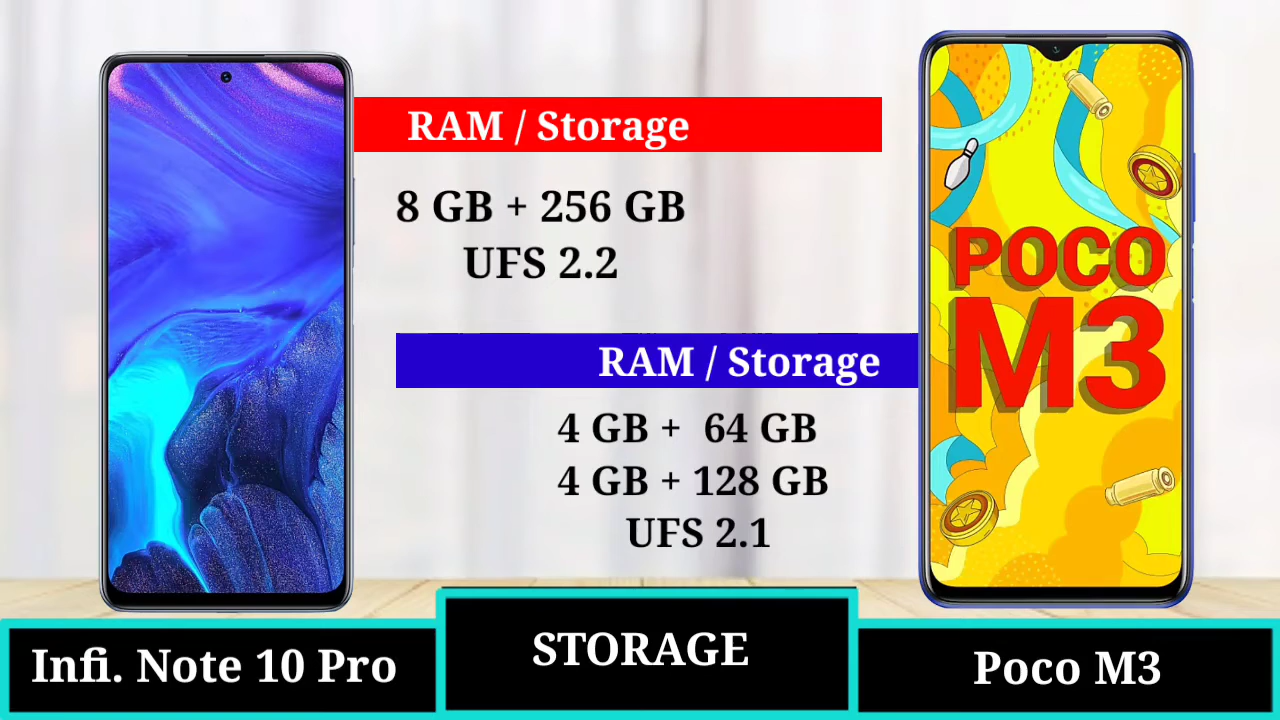 RAM / Storage
8 GB + 256 GB
UFS 2.2
RAM / Storage
4 GB + 64 GB
4 GB + 128 GB
UFS 2.1
POCO
M3
Infi. Note 10 Pro
STORAGE
Poco M3